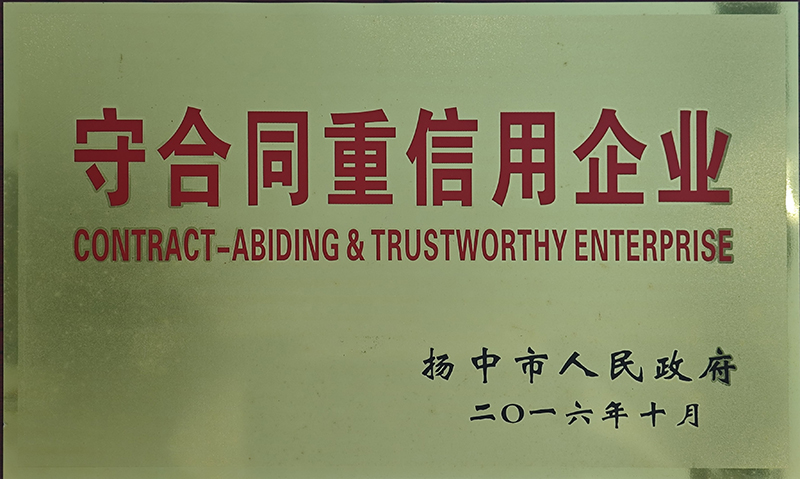 守合同重信用企业
CONTRACT-ABIDING & TRUSTWORTHY ENTERPRISE
扬中市人民政府
二〇一六年十月